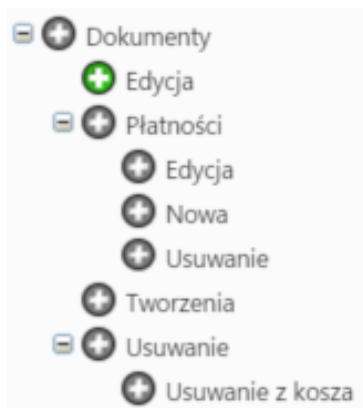 Dokumenty
Edycja
Płatności
Edycja
Nowa
Usuwanie
Tworzenia
Usuwanie
Usuwanie z kosza